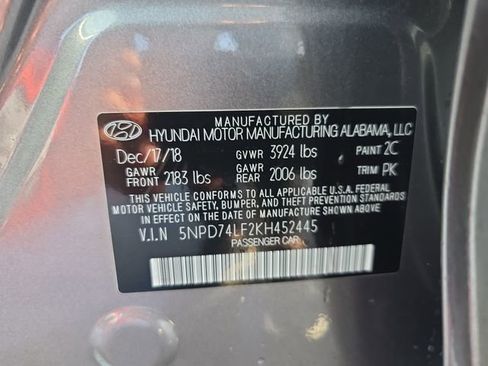 MANUFACTURED BY
HYUNDAI MOTOR MANUFACTURING ALABAMA, LLC
Dec/17/18 GVWR 3924 lbs PAINT 2C
GAWR FRONT 2183 lbs GAWR REAR 2006 lbs TRIM PK
THIS VEHICLE CONFORMS TO ALL APPLICABLE U.S.A. FEDERAL
MOTOR VEHICLE SAFETY, BUMPER, AND THEFT PREVENTION STANDARDS
IN EFFECT ON THE DATE OF MANUFACTURE SHOWN ABOVE.
V.I.N 5NPD74LF2KH452445
PASSENGER CAR